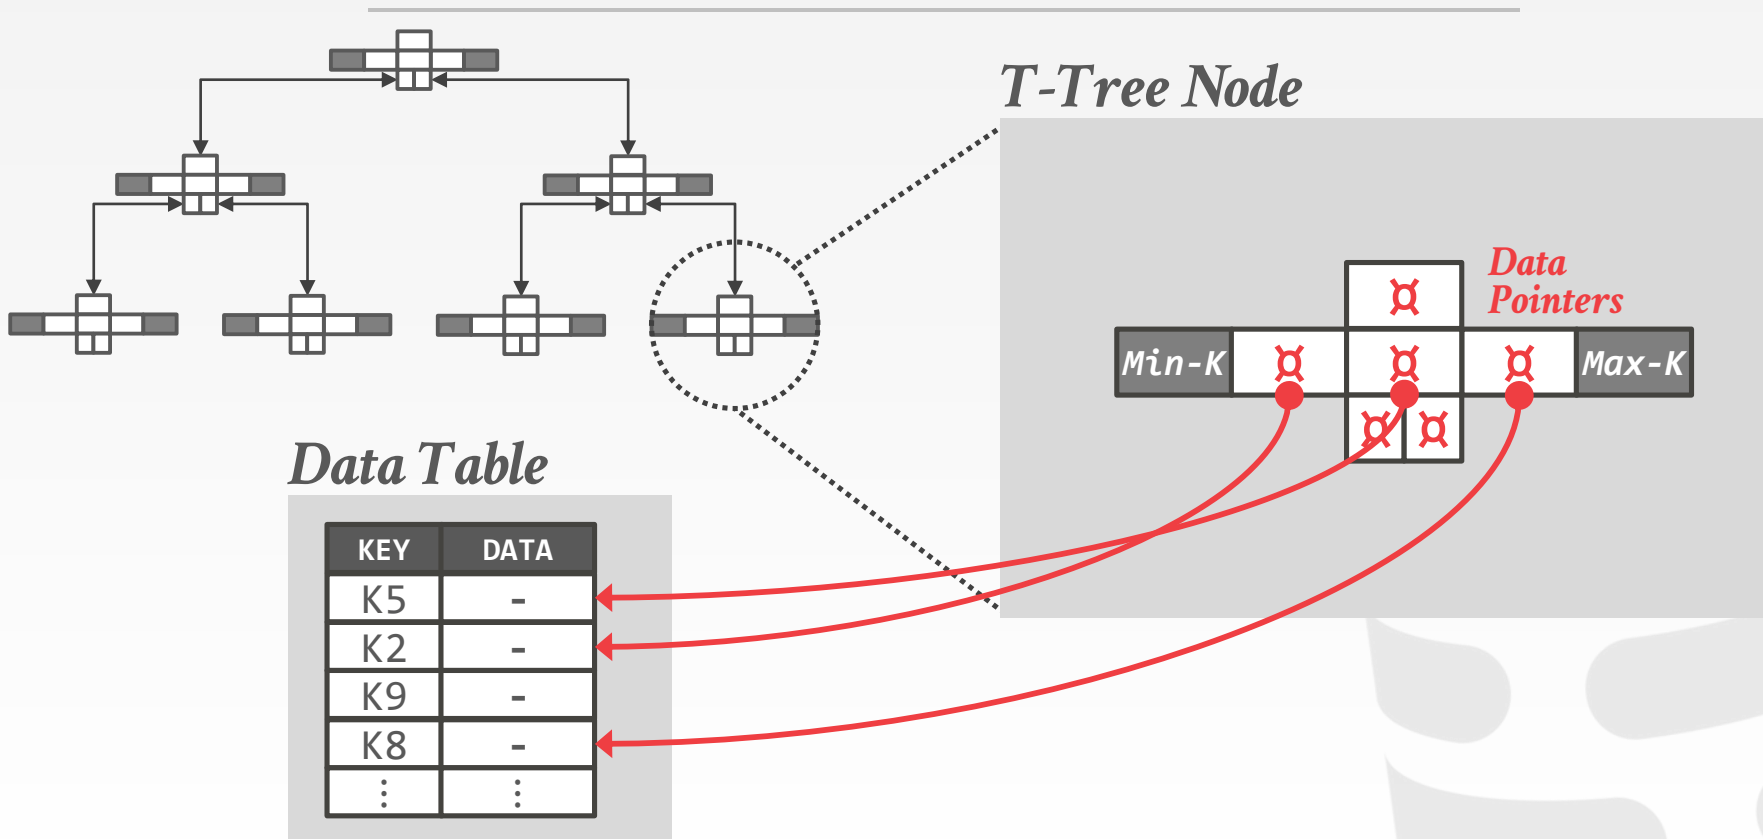 T-Tree Node
Data
Pointers
¤
Min-K ¤ ¤ ¤ Max-K
¤ ¤
Data Table
KEY DATA
K5 -
K2 -
K9 -
K8 -
⋮ ⋮